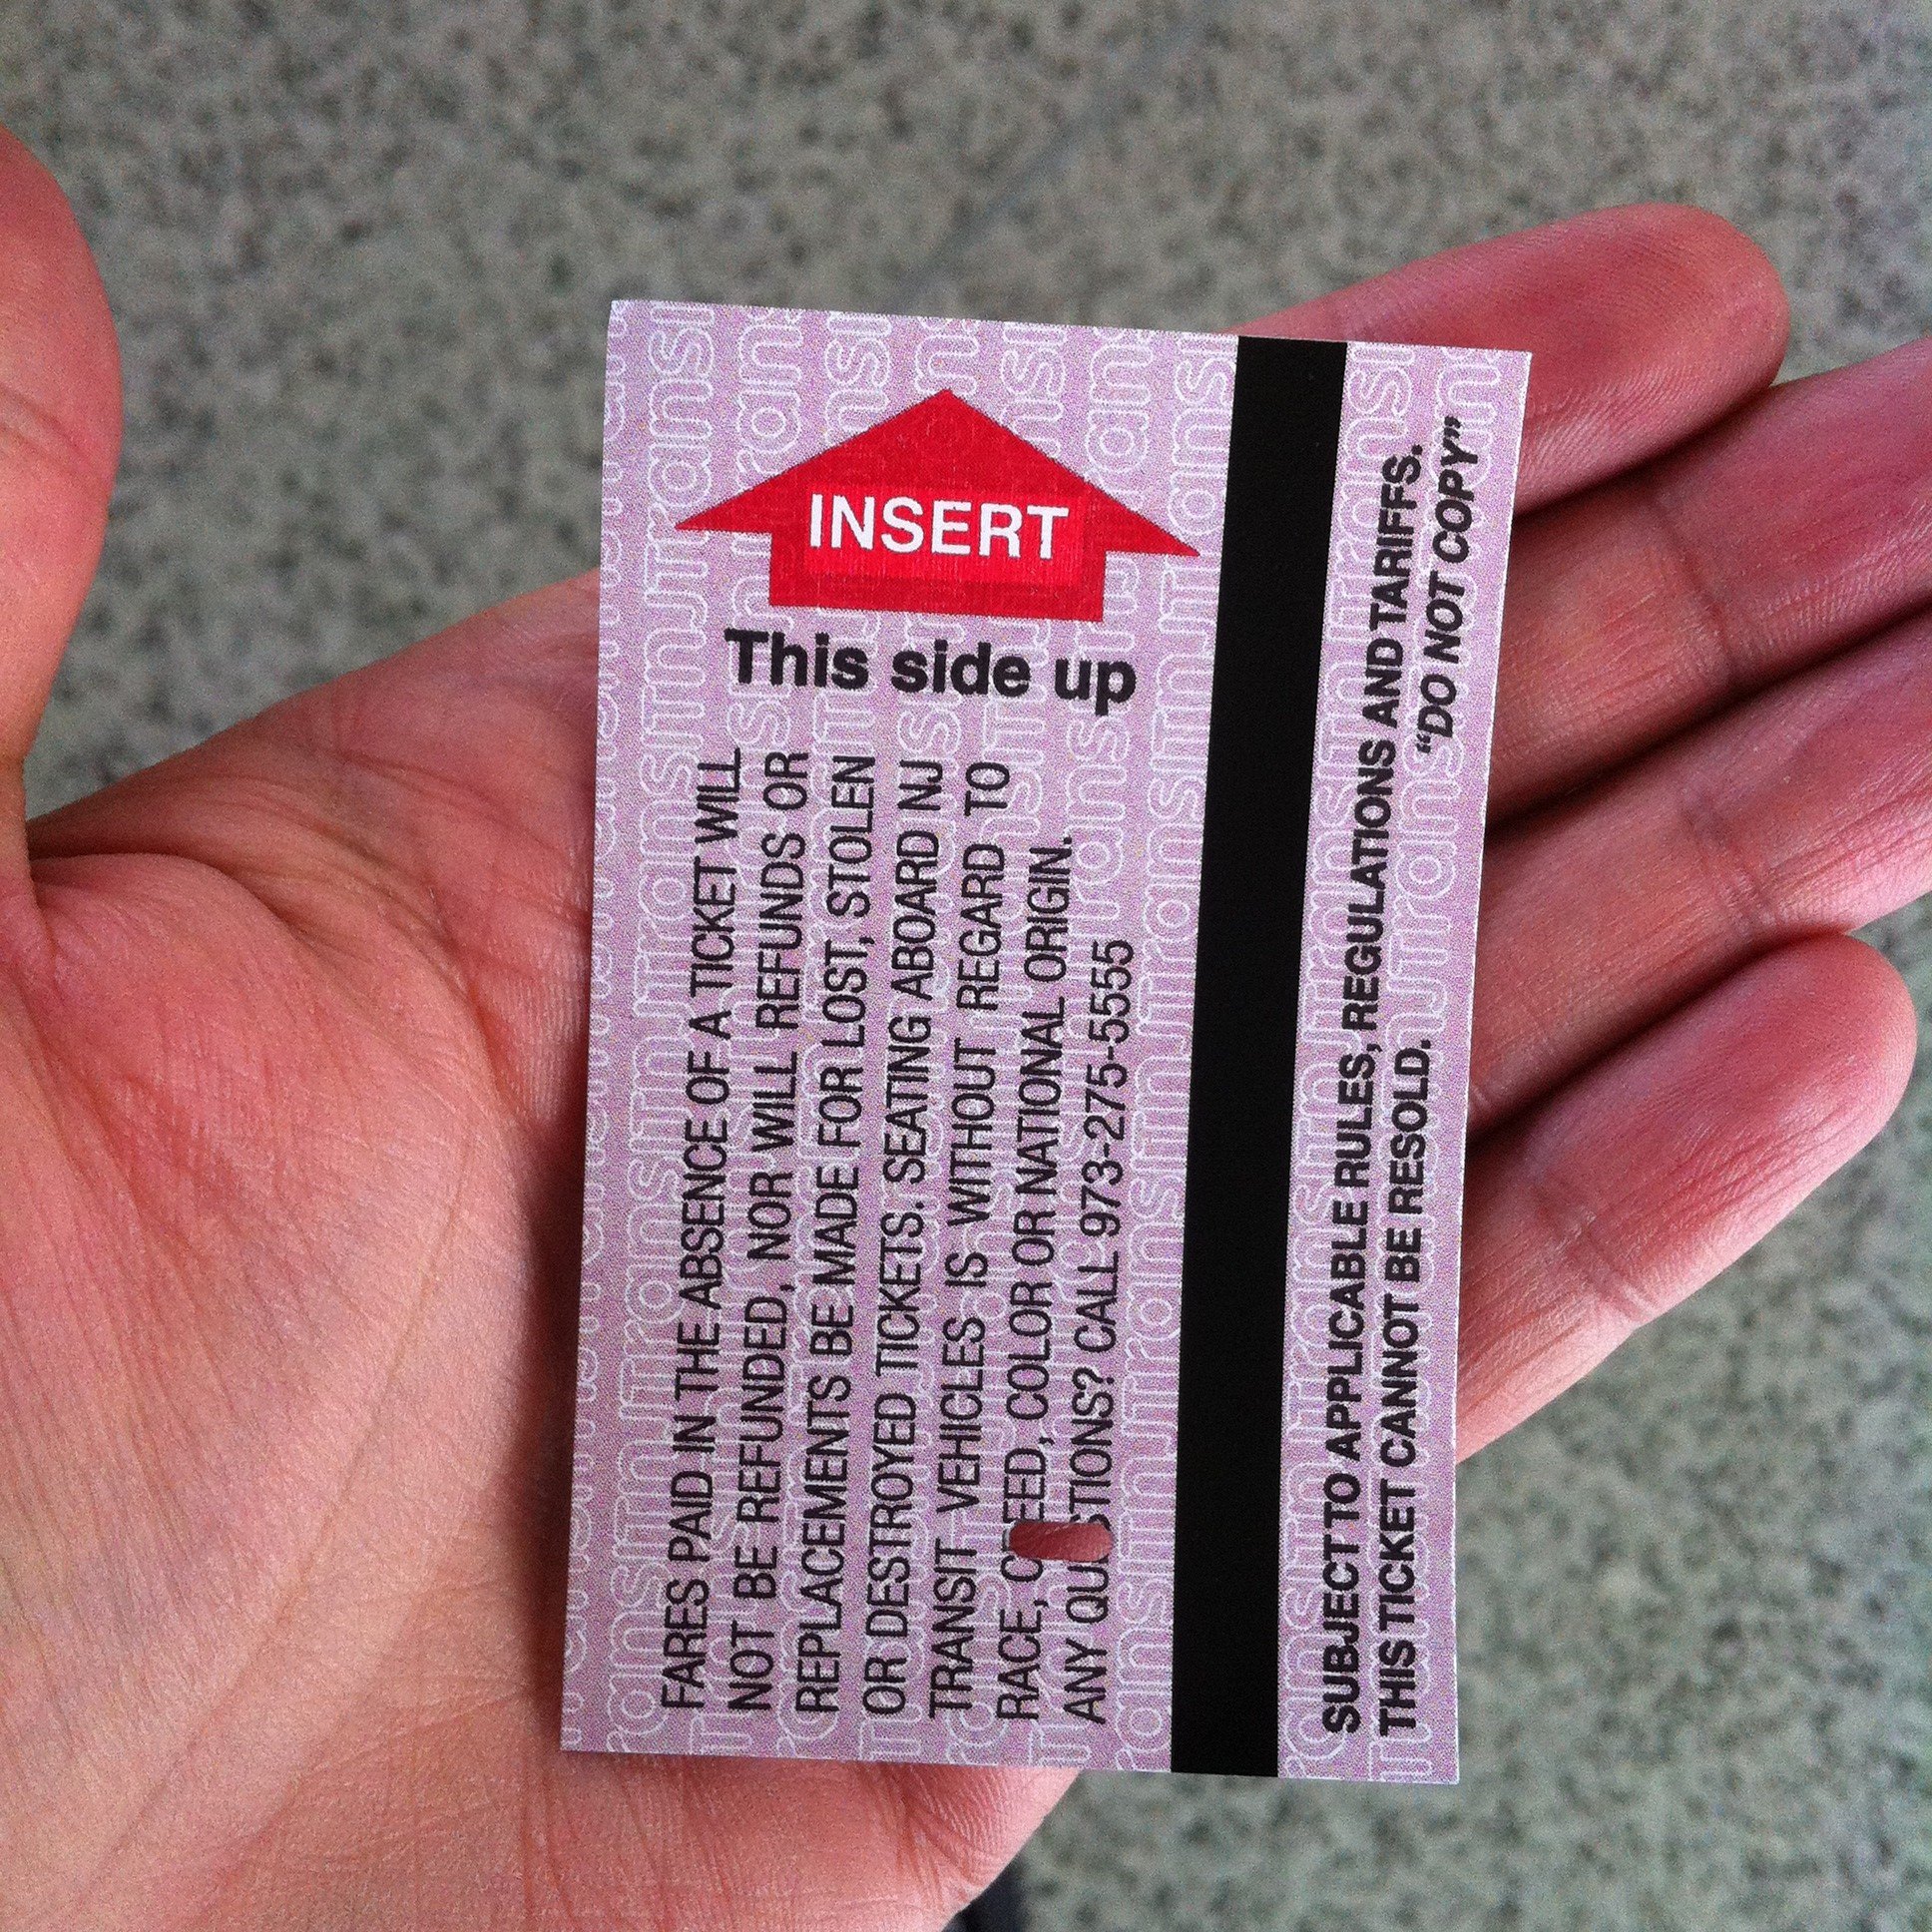 INSERT
This side up
FARES PAID IN THE ABSENCE OF A TICKET WILL
NOT BE REFUNDED, NOR WILL REFUNDS OR
REPLACEMENTS BE MADE FOR LOST, STOLEN
OR DESTROYED TICKETS. SEATING ABOARD NJ
TRANSIT VEHICLES IS WITHOUT REGARD TO
RACE, CREED, COLOR OR NATIONAL ORIGIN.
ANY QUESTIONS? CALL 973-275-5555
SUBJECT TO APPLICABLE RULES, REGULATIONS AND TARIFFS.
THIS TICKET CANNOT BE RESOLD. "DO NOT COPY"